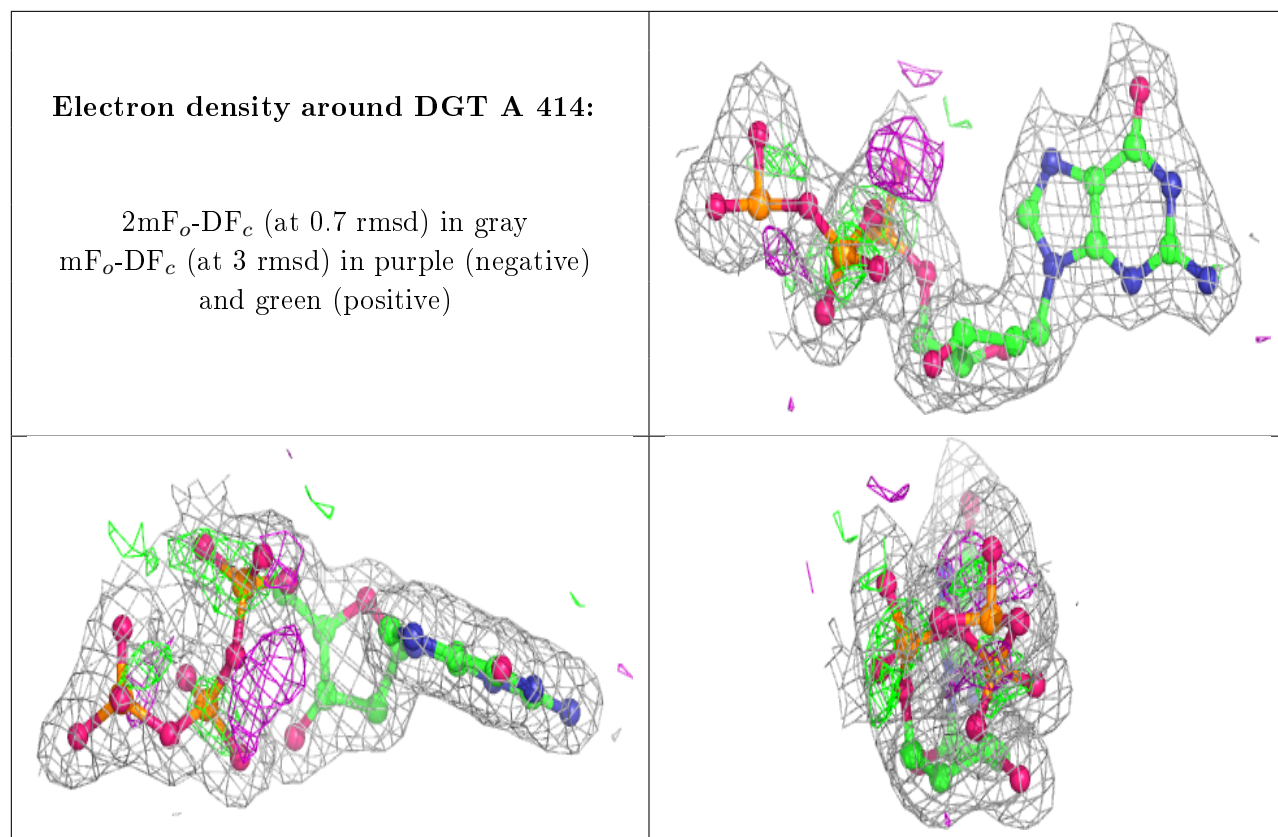 Electron density around DGT A 414:
2mFo-DFc (at 0.7 rmsd) in gray
mFo-DFc (at 3 rmsd) in purple (negative)
and green (positive)